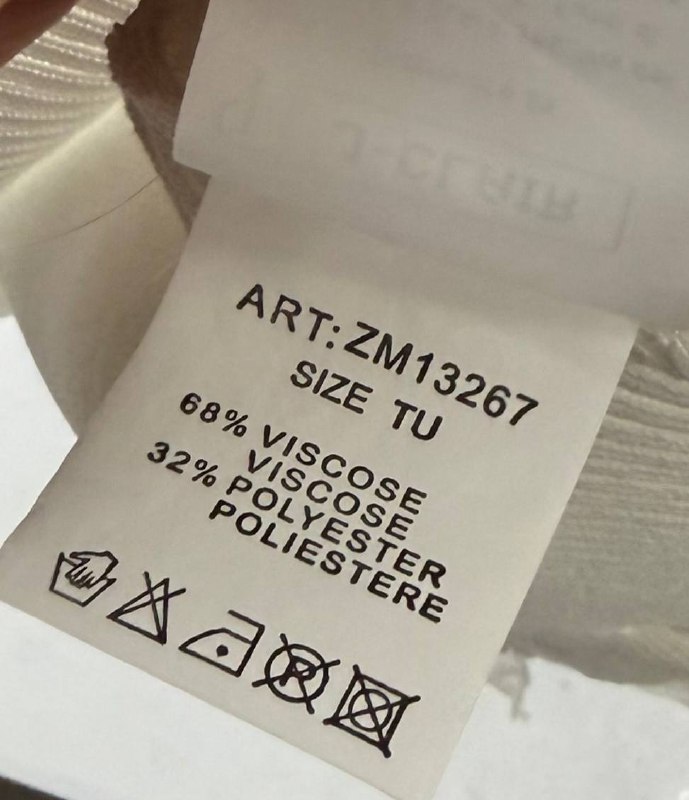 ART: ZM13267
SIZE TU
68% VISCOSE
VISCOSE
32% POLYESTER
POLIESTERE